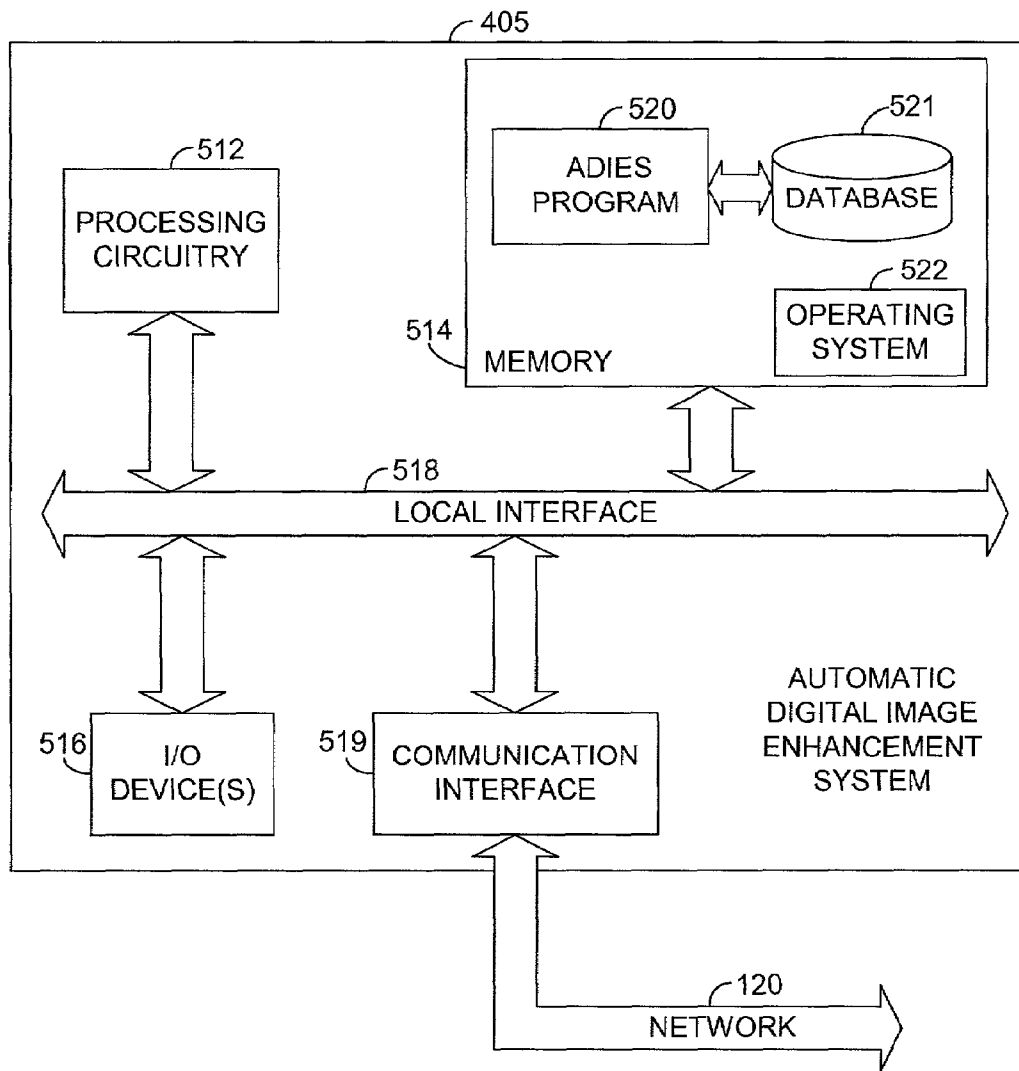 405
512
PROCESSING
CIRCUITRY
520
ADIES
PROGRAM
521
DATABASE
522
OPERATING
SYSTEM
514
MEMORY
518
LOCAL INTERFACE
516
I/O
DEVICE(S)
519
COMMUNICATION
INTERFACE
AUTOMATIC
DIGITAL IMAGE
ENHANCEMENT
SYSTEM
120
NETWORK